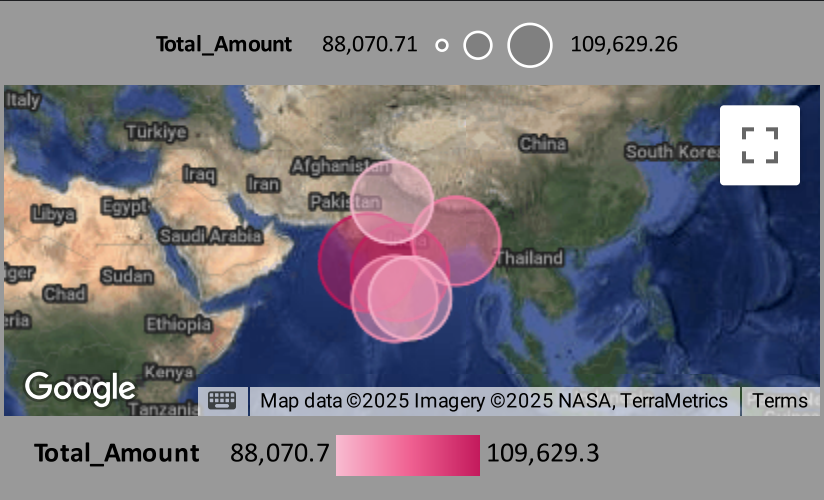 Total_Amount 88,070.71 109,629.26
Italy
Türkiye
China
South Korea
Afghanistan
Iraq
Iran
Pakistan
Libya
Egypt
Saudi Arabia
India
Thailand
Sudan
Chad
Ethiopia
Kenya
Google
Tanzania
Map data ©2025 Imagery ©2025 NASA, TerraMetrics Terms
Total_Amount 88,070.7 109,629.3